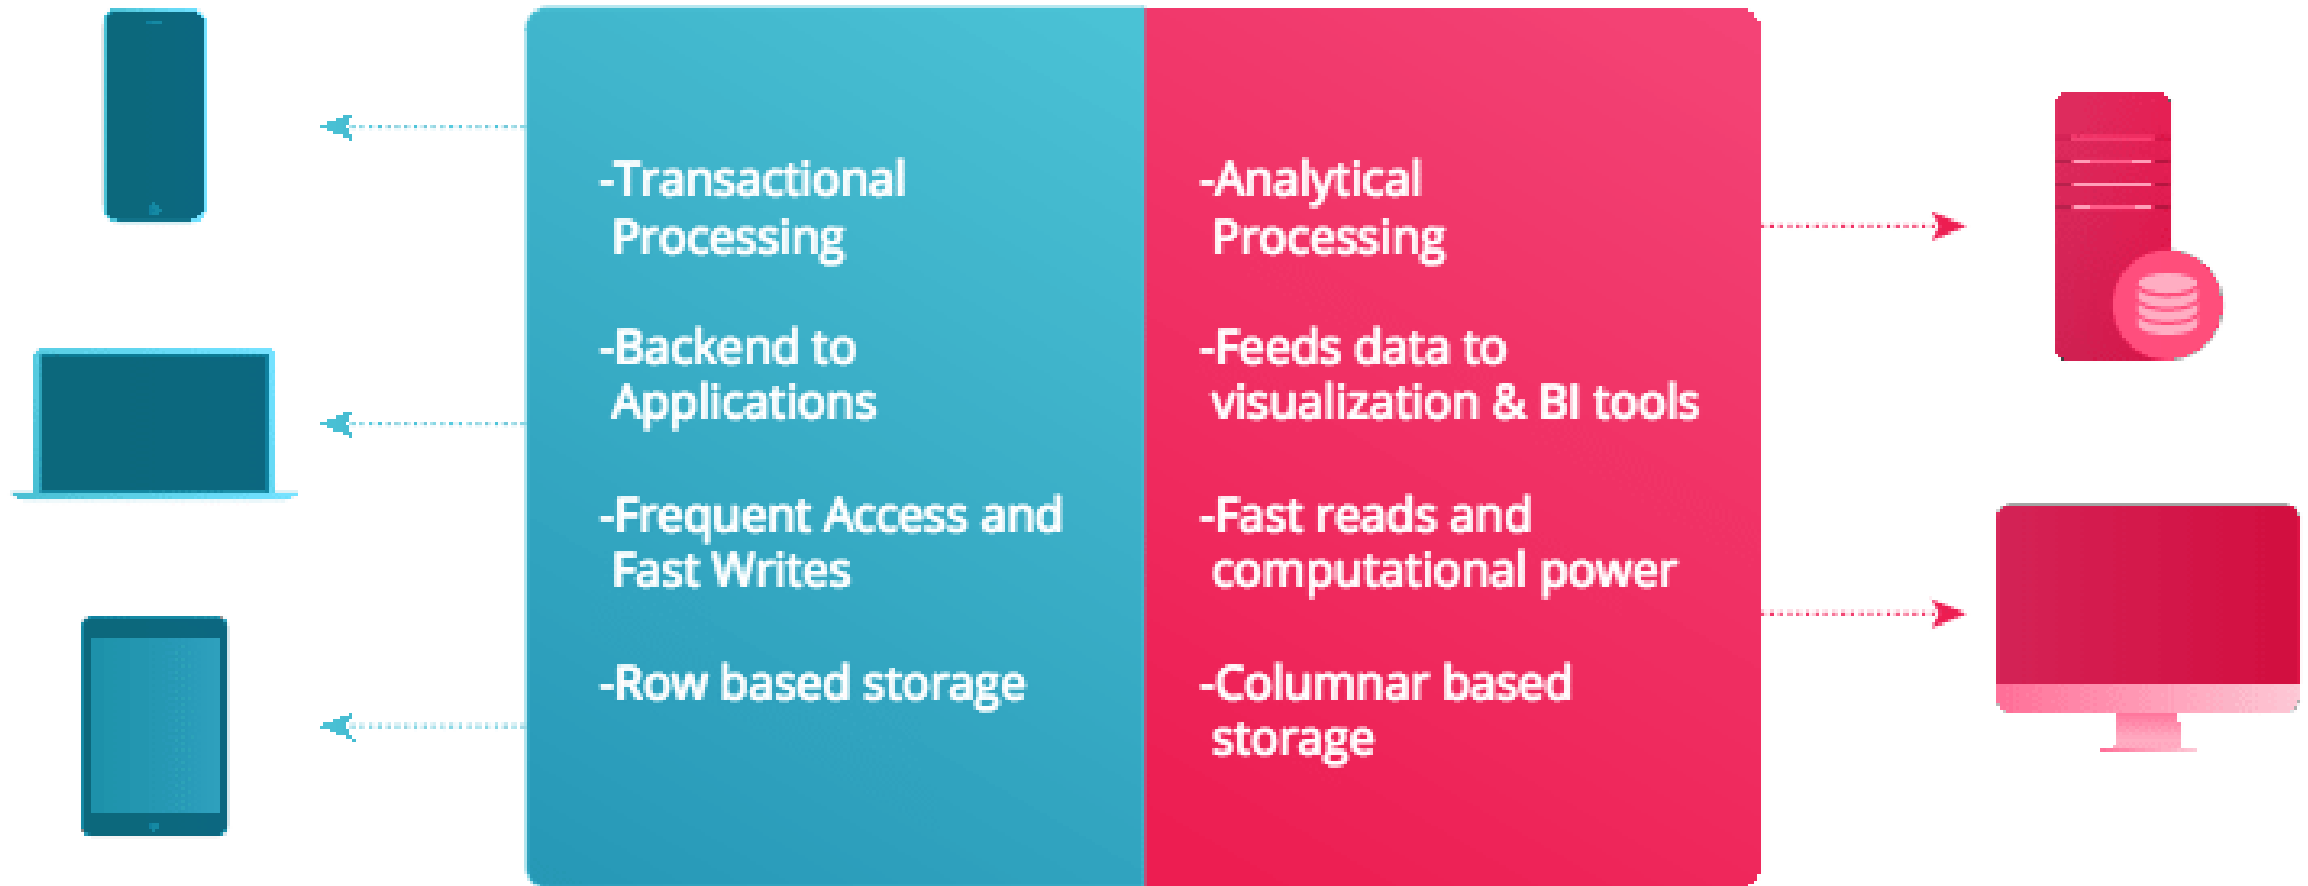 -Transactional
Processing
-Backend to
Applications
-Frequent Access and
Fast Writes
-Row based storage
-Analytical
Processing
-Feeds data to
visualization & BI tools
-Fast reads and
computational power
-Columnar based
storage